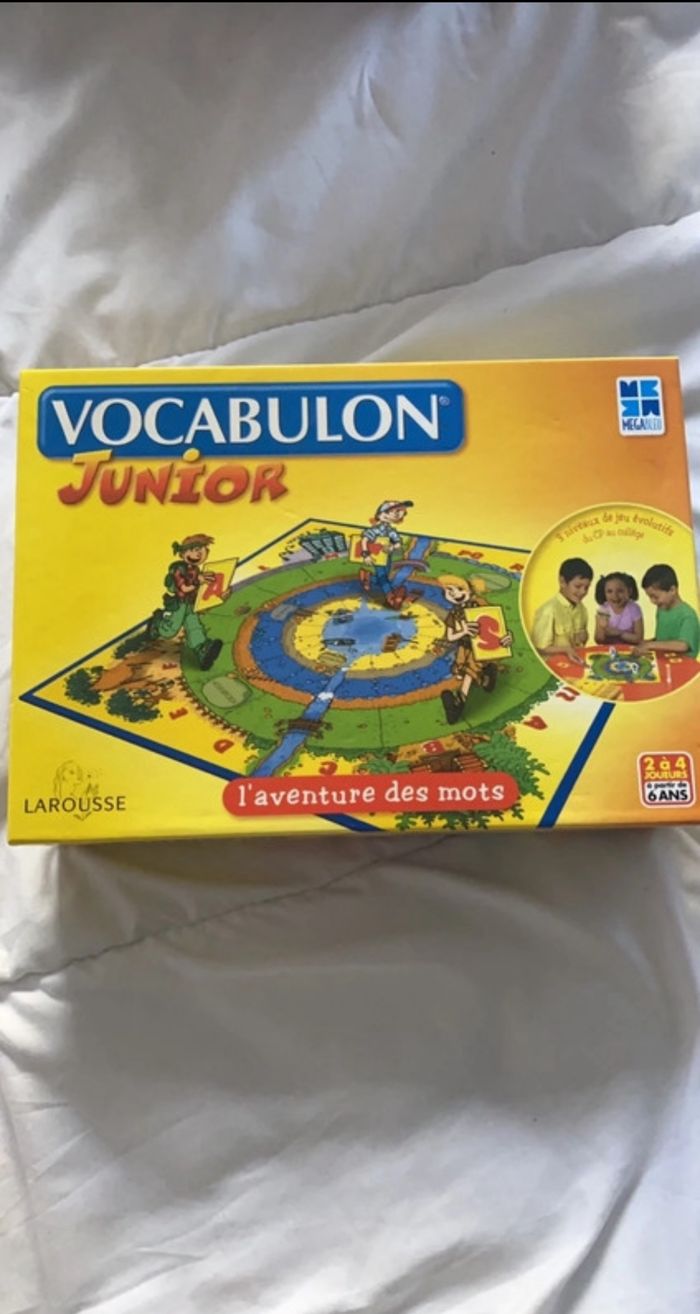 VOCABULON®
JUNIOR
MEGABLEU
3 niveaux de jeu évolutifs
du CP au collège
A
B
C
D
E
LAROUSSE
l'aventure des mots
2 à 4
JOUEURS
à partir de
6 ANS